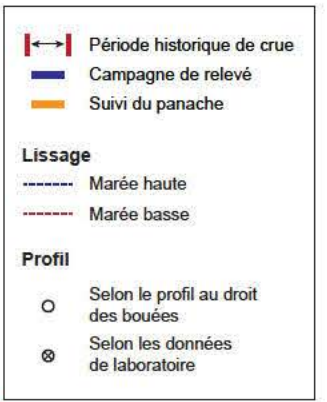 Période historique de crue
Campagne de relevé
Suivi du panache
Lissage
Marée haute
Marée basse
Profil
Selon le profil au droit
des bouées
Selon les données
de laboratoire